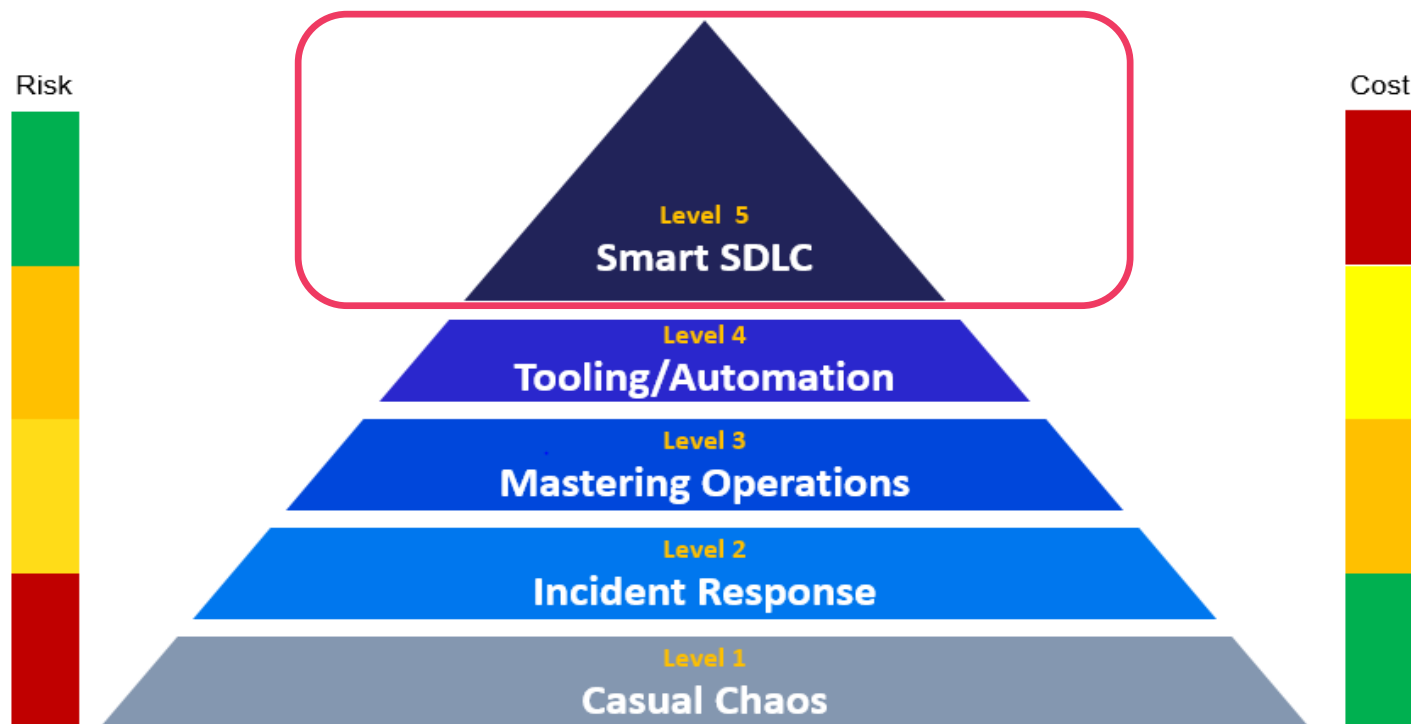 Risk
Cost
Level 5
Smart SDLC
Level 4
Tooling/Automation
Level 3
Mastering Operations
Level 2
Incident Response
Level 1
Casual Chaos